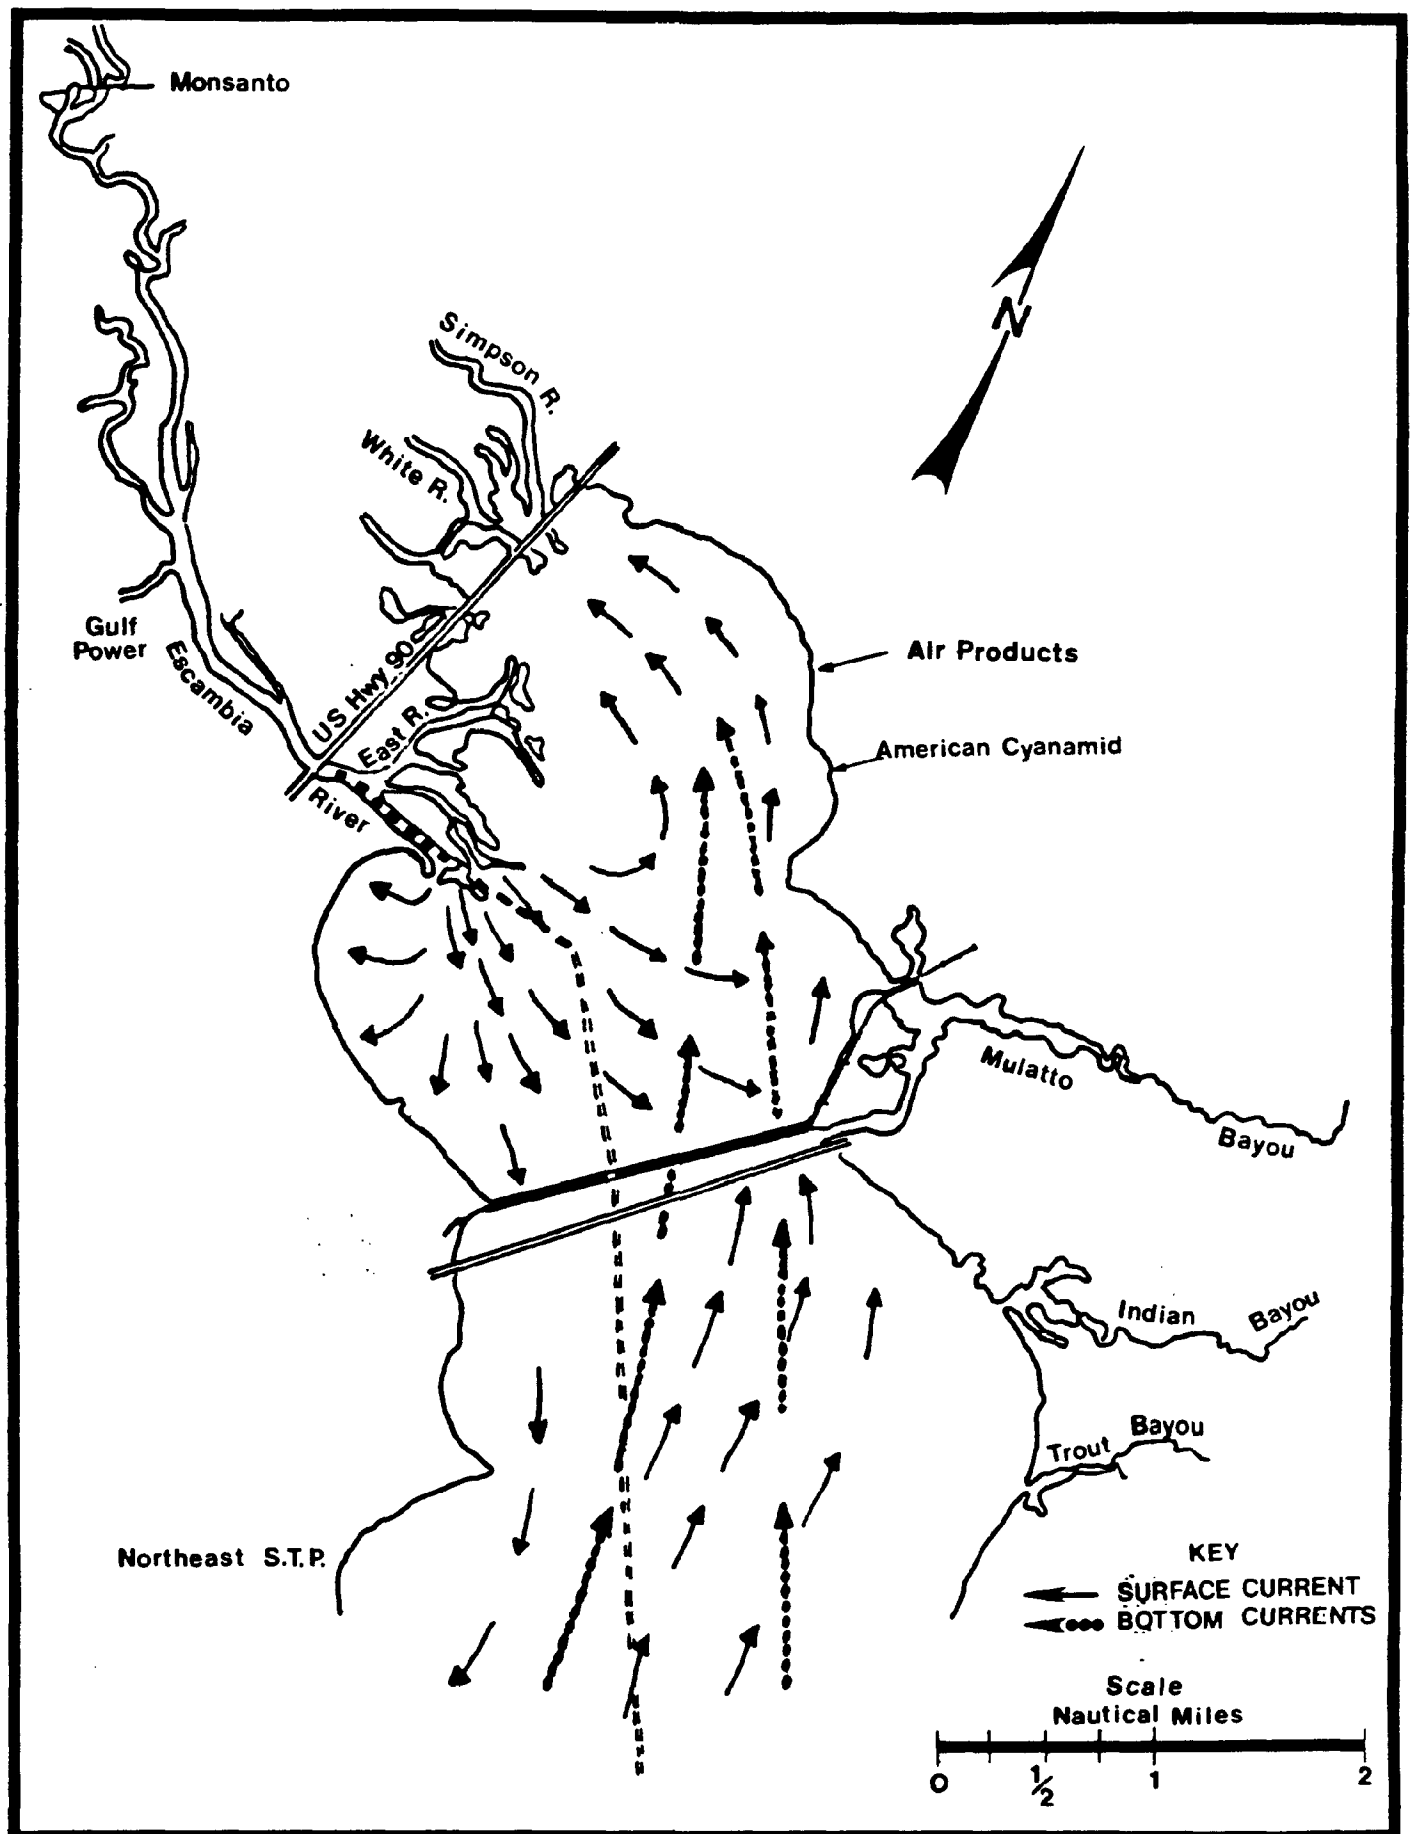 Monsanto
N
Simpson R.
White R.
Gulf
Power
Escambia
River
US Hwy 90
East R.
Air Products
American Cyanamid
Mulatto
Bayou
Indian Bayou
Trout Bayou
Northeast S.T.P.
KEY
SURFACE CURRENT
BOTTOM CURRENTS
Scale
Nautical Miles
0 1/2 1 2